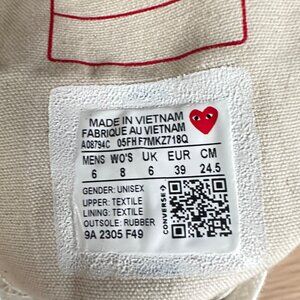 MADE IN VIETNAM
FABRIQUE AU VIETNAM
A08794C 05FH F7MKZ718Q
MENS WO'S UK EUR CM
6 8 6 39 24.5
GENDER: UNISEX
UPPER: TEXTILE
LINING: TEXTILE
OUTSOLE: RUBBER
9A 2305 F49
CONVERSE